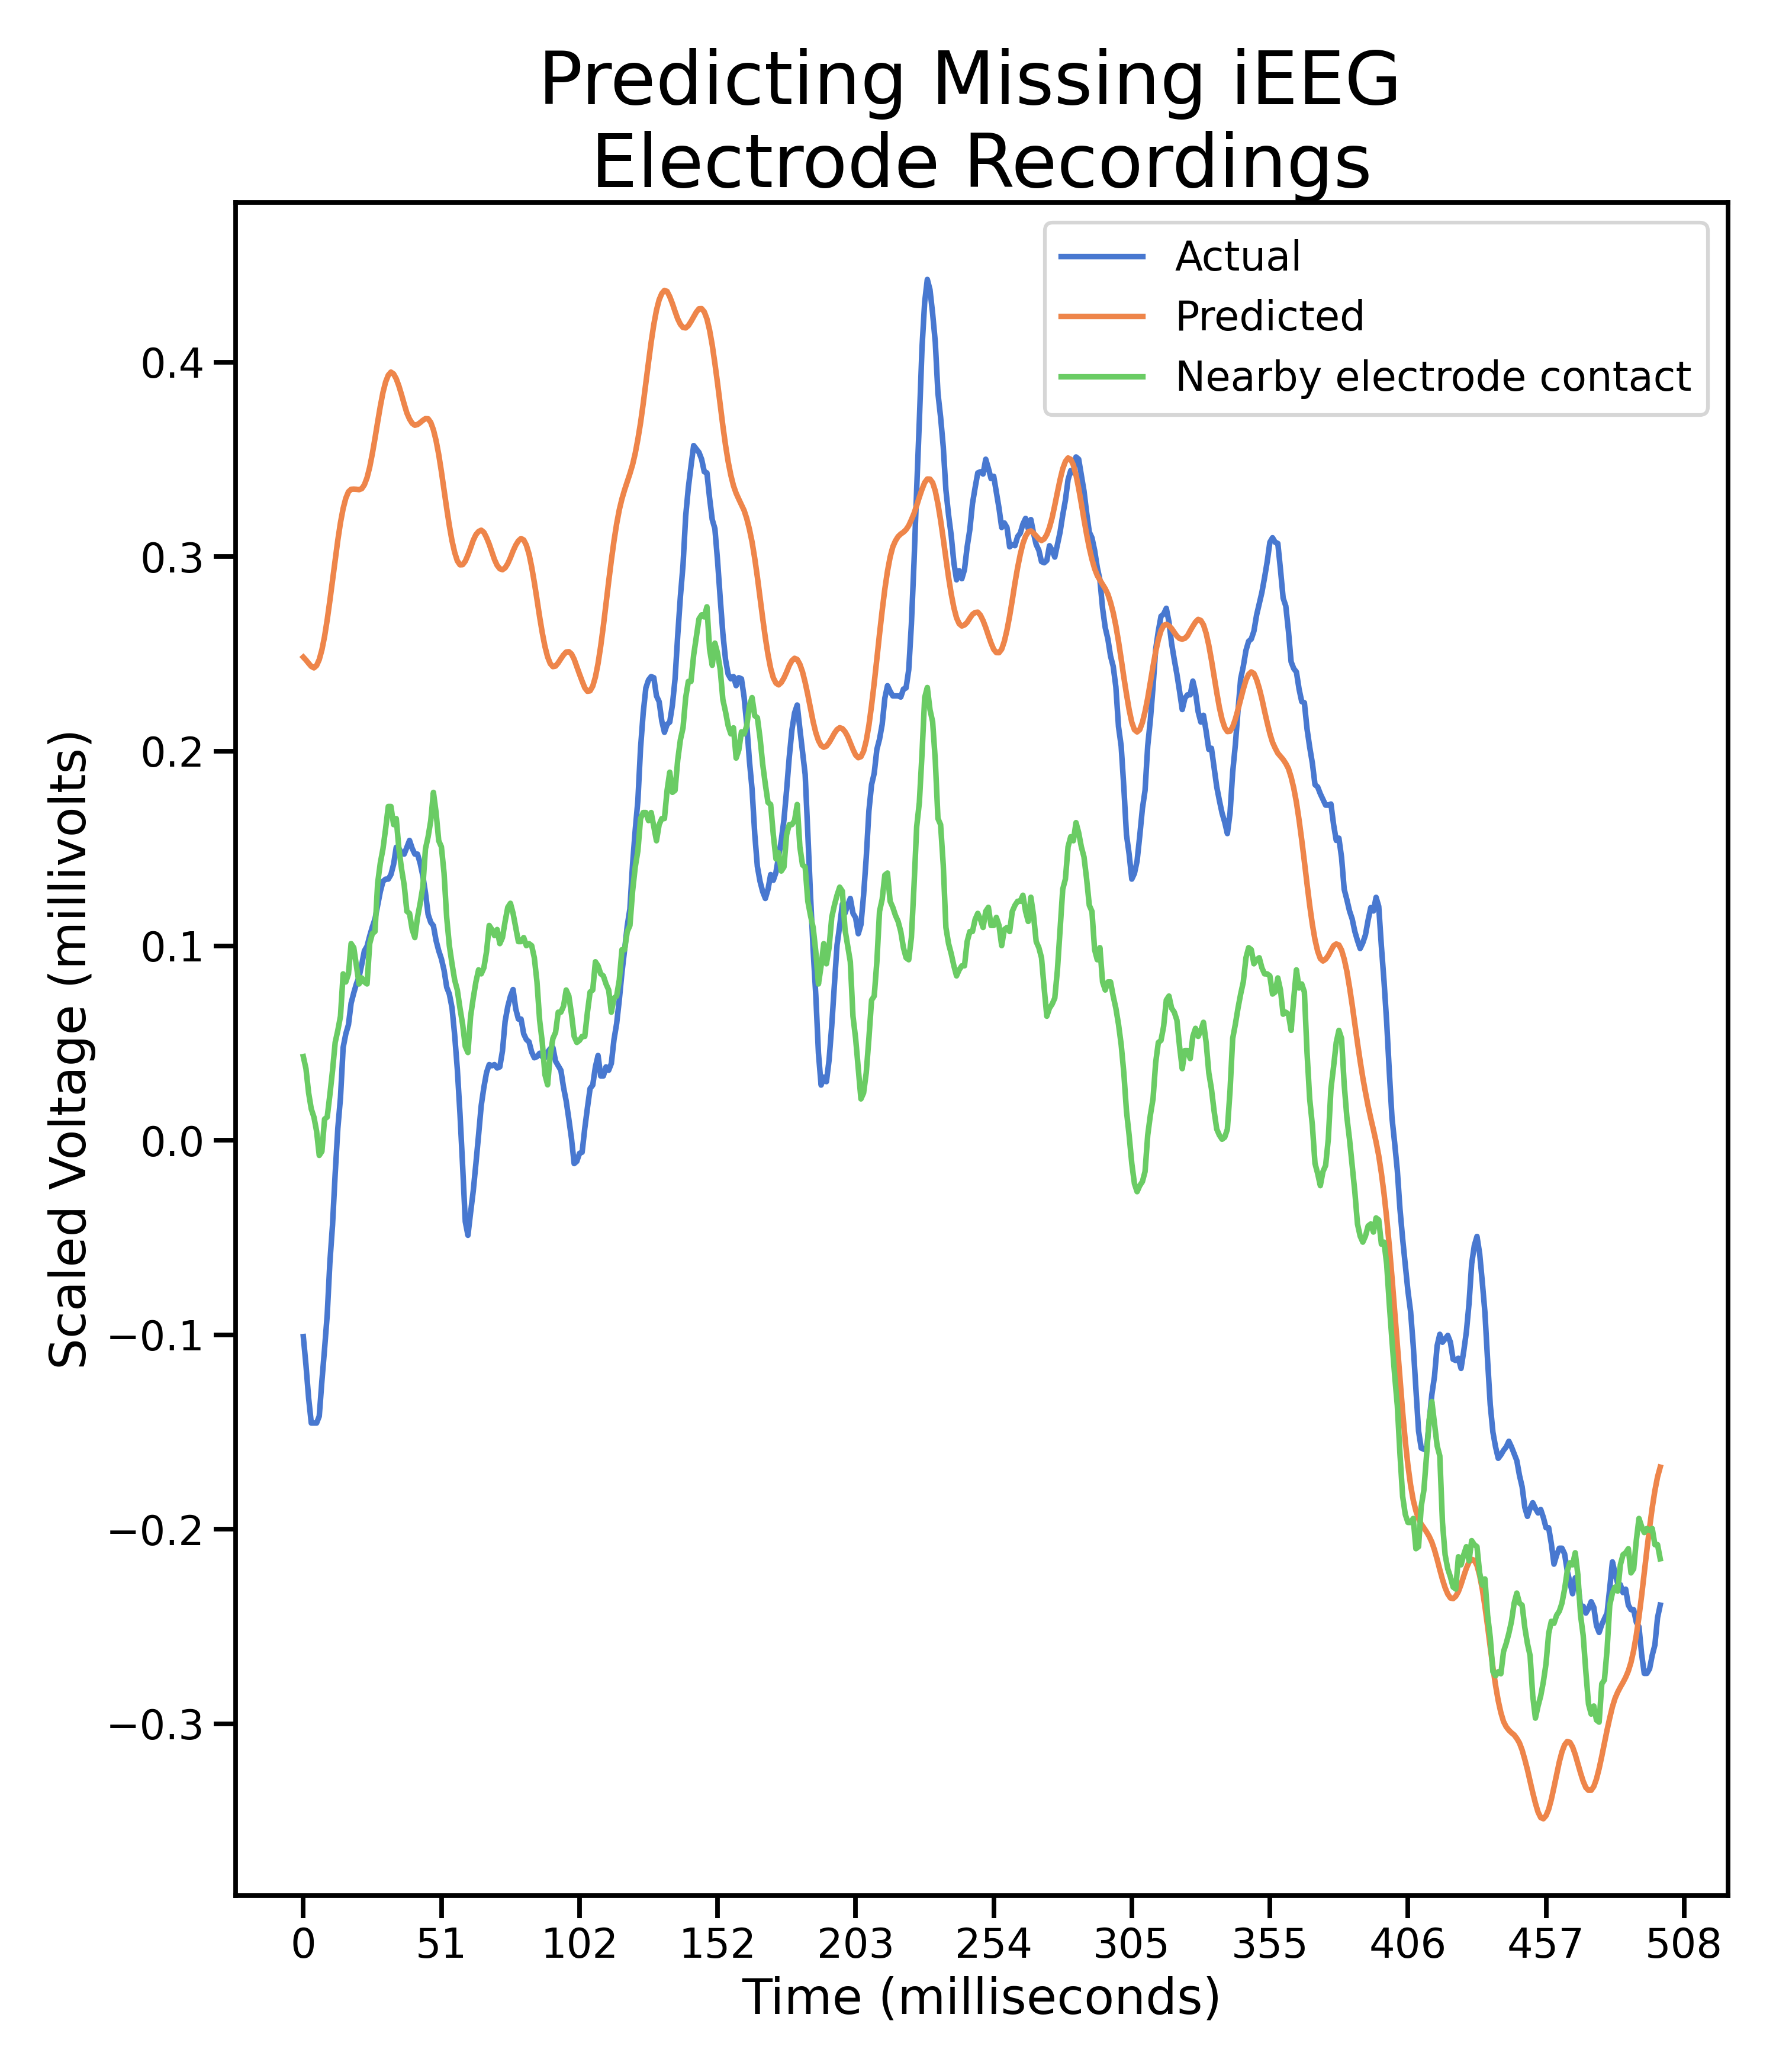 Predicting Missing iEEG
Electrode Recordings
Actual
Predicted
Nearby electrode contact
Scaled Voltage (millivolts)
0.4
0.3
0.2
0.1
0.0
−0.1
−0.2
−0.3
0 51 102 152 203 254 305 355 406 457 508
Time (milliseconds)